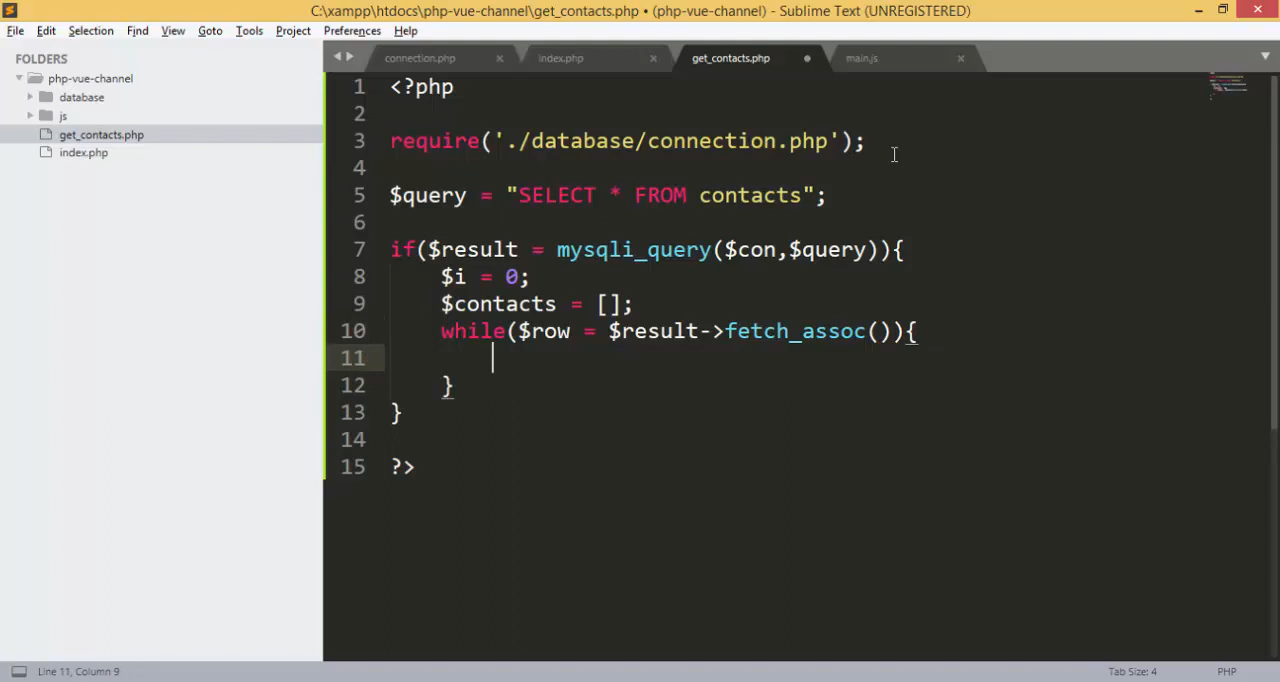 C:\xampp\htdocs\php-vue-channel\get_contacts.php • (php-vue-channel) - Sublime Text (UNREGISTERED)
File Edit Selection Find View Goto Tools Project Preferences Help
FOLDERS
php-vue-channel
database
js
get_contacts.php
index.php
connection.php × index.php × get_contacts.php main.js ×
1 <?php
2
3 require('./database/connection.php');
4
5 $query = "SELECT * FROM contacts";
6
7 if($result = mysqli_query($con,$query)){
8 $i = 0;
9 $contacts = [];
10 while($row = $result->fetch_assoc()){
11
12 }
13 }
14
15 ?>
Line 11, Column 9 Tab Size: 4 PHP